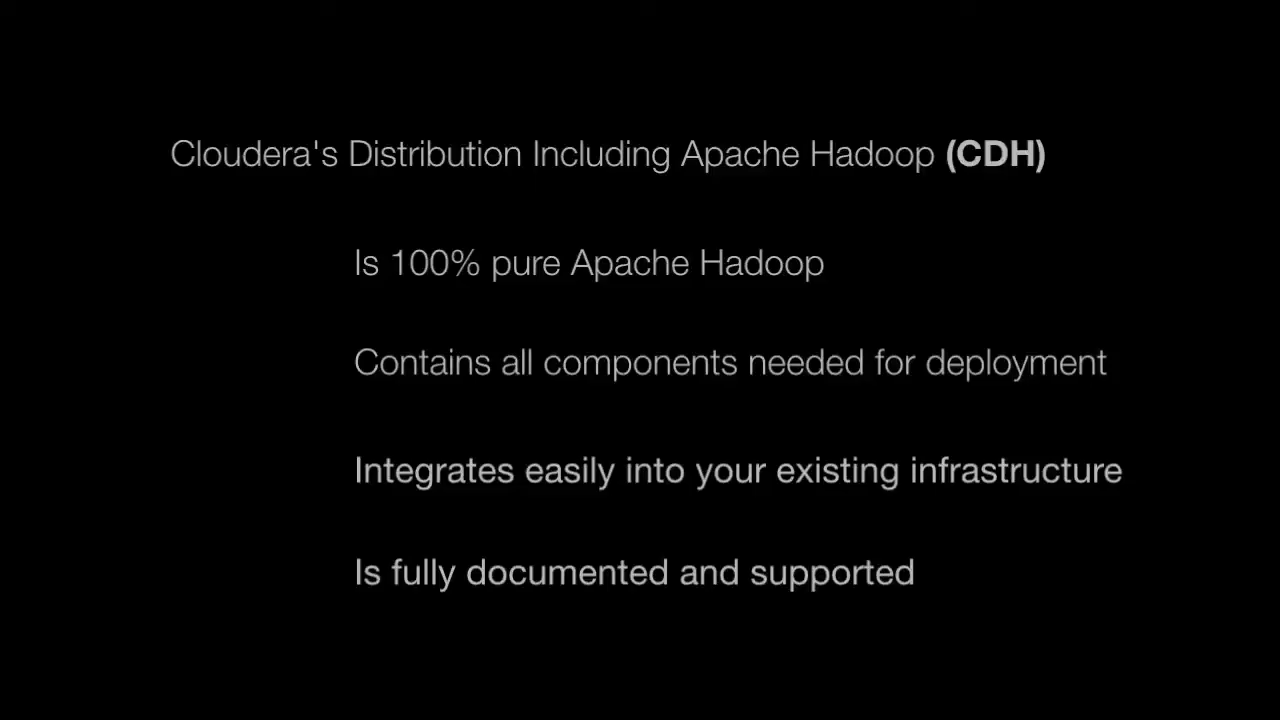 Cloudera's Distribution Including Apache Hadoop (CDH)
Is 100% pure Apache Hadoop
Contains all components needed for deployment
Integrates easily into your existing infrastructure
Is fully documented and supported